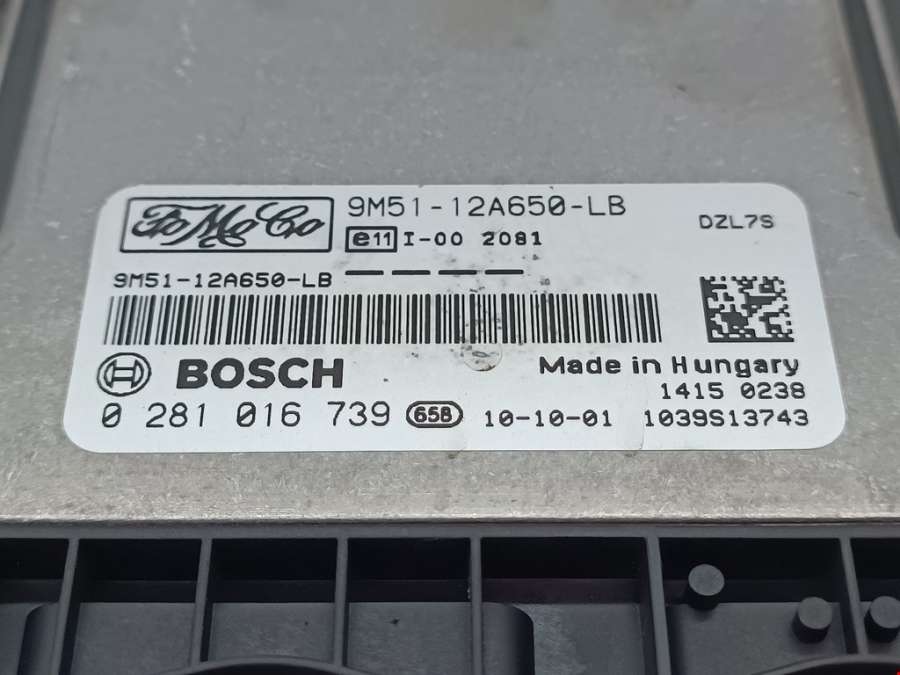 FoMoCo 9M51-12A650-LB DZL7S
e11 I-00 2081
9M51-12A650-LB
BOSCH Made in Hungary
1415 0238
0 281 016 739 65B 10-10-01 1039S13743